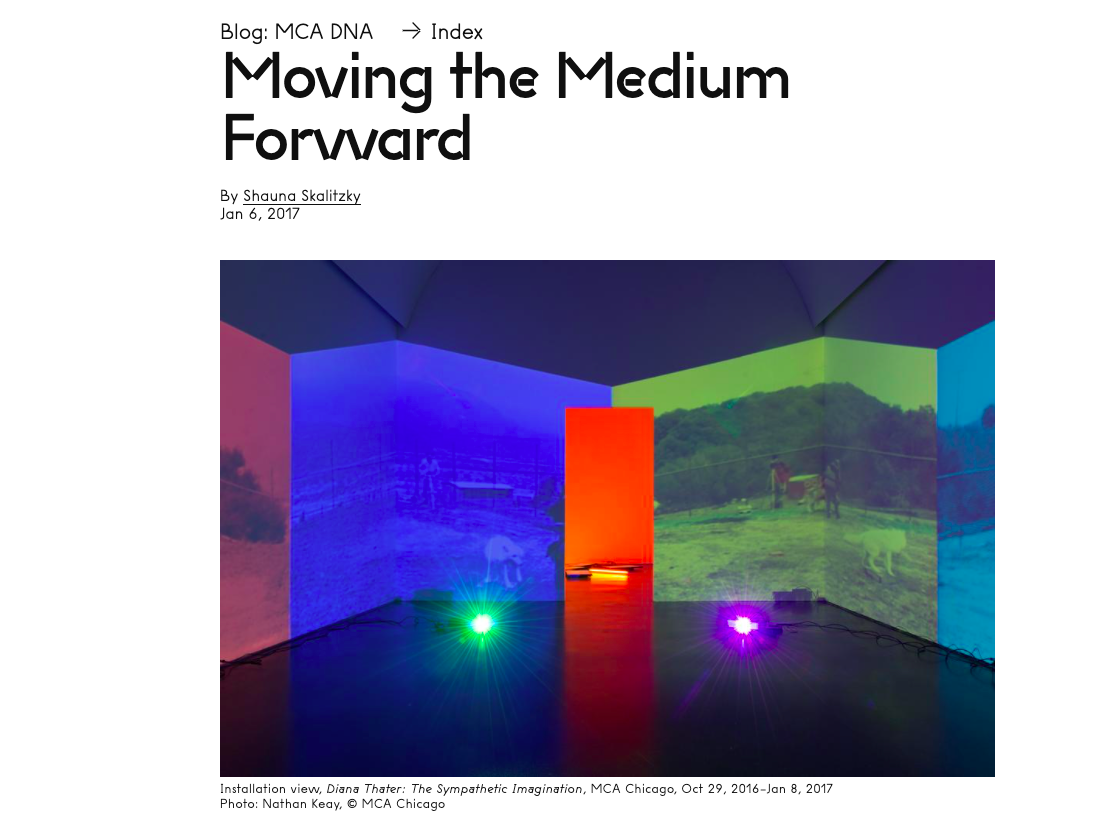 Blog: MCA DNA → Index
Moving the Medium
Forward
By Shauna Skalitzky
Jan 6, 2017
Installation view, Diana Thater: The Sympathetic Imagination, MCA Chicago, Oct 29, 2016–Jan 8, 2017
Photo: Nathan Keay, © MCA Chicago